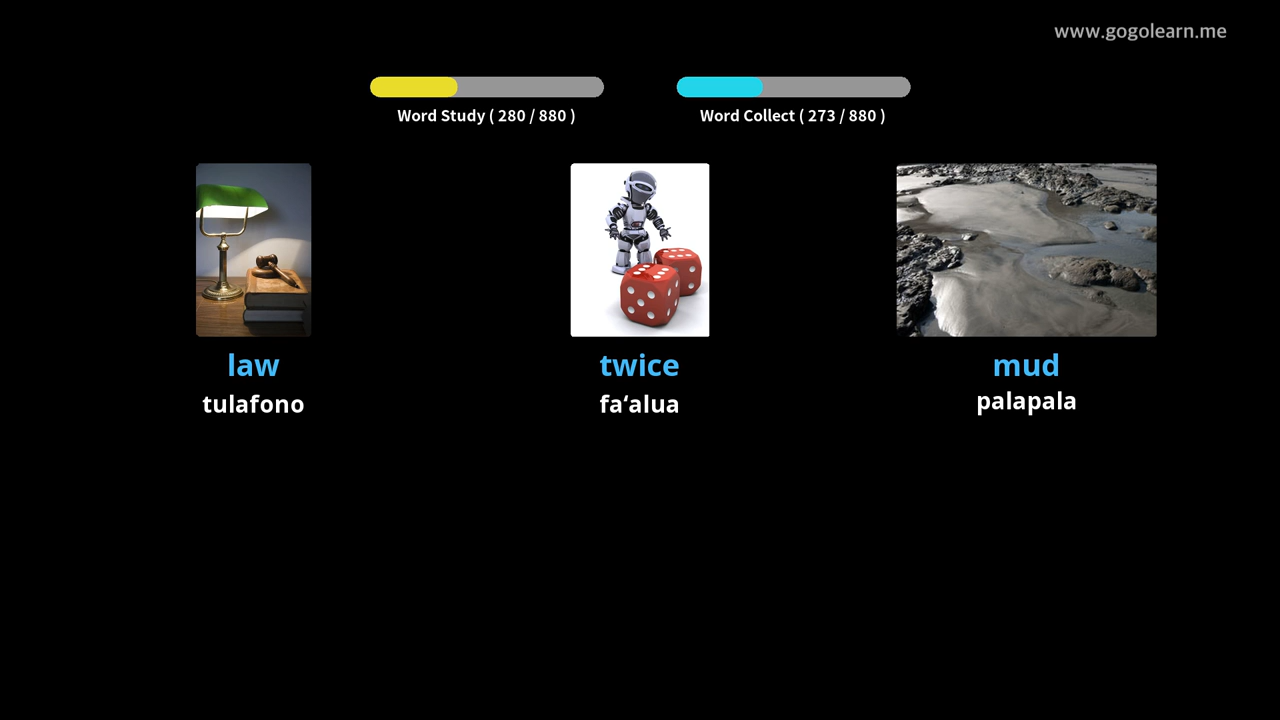 www.gogolearn.me
Word Study ( 280 / 880 )
Word Collect ( 273 / 880 )
law
tulafono
twice
fa‘alua
mud
palapala